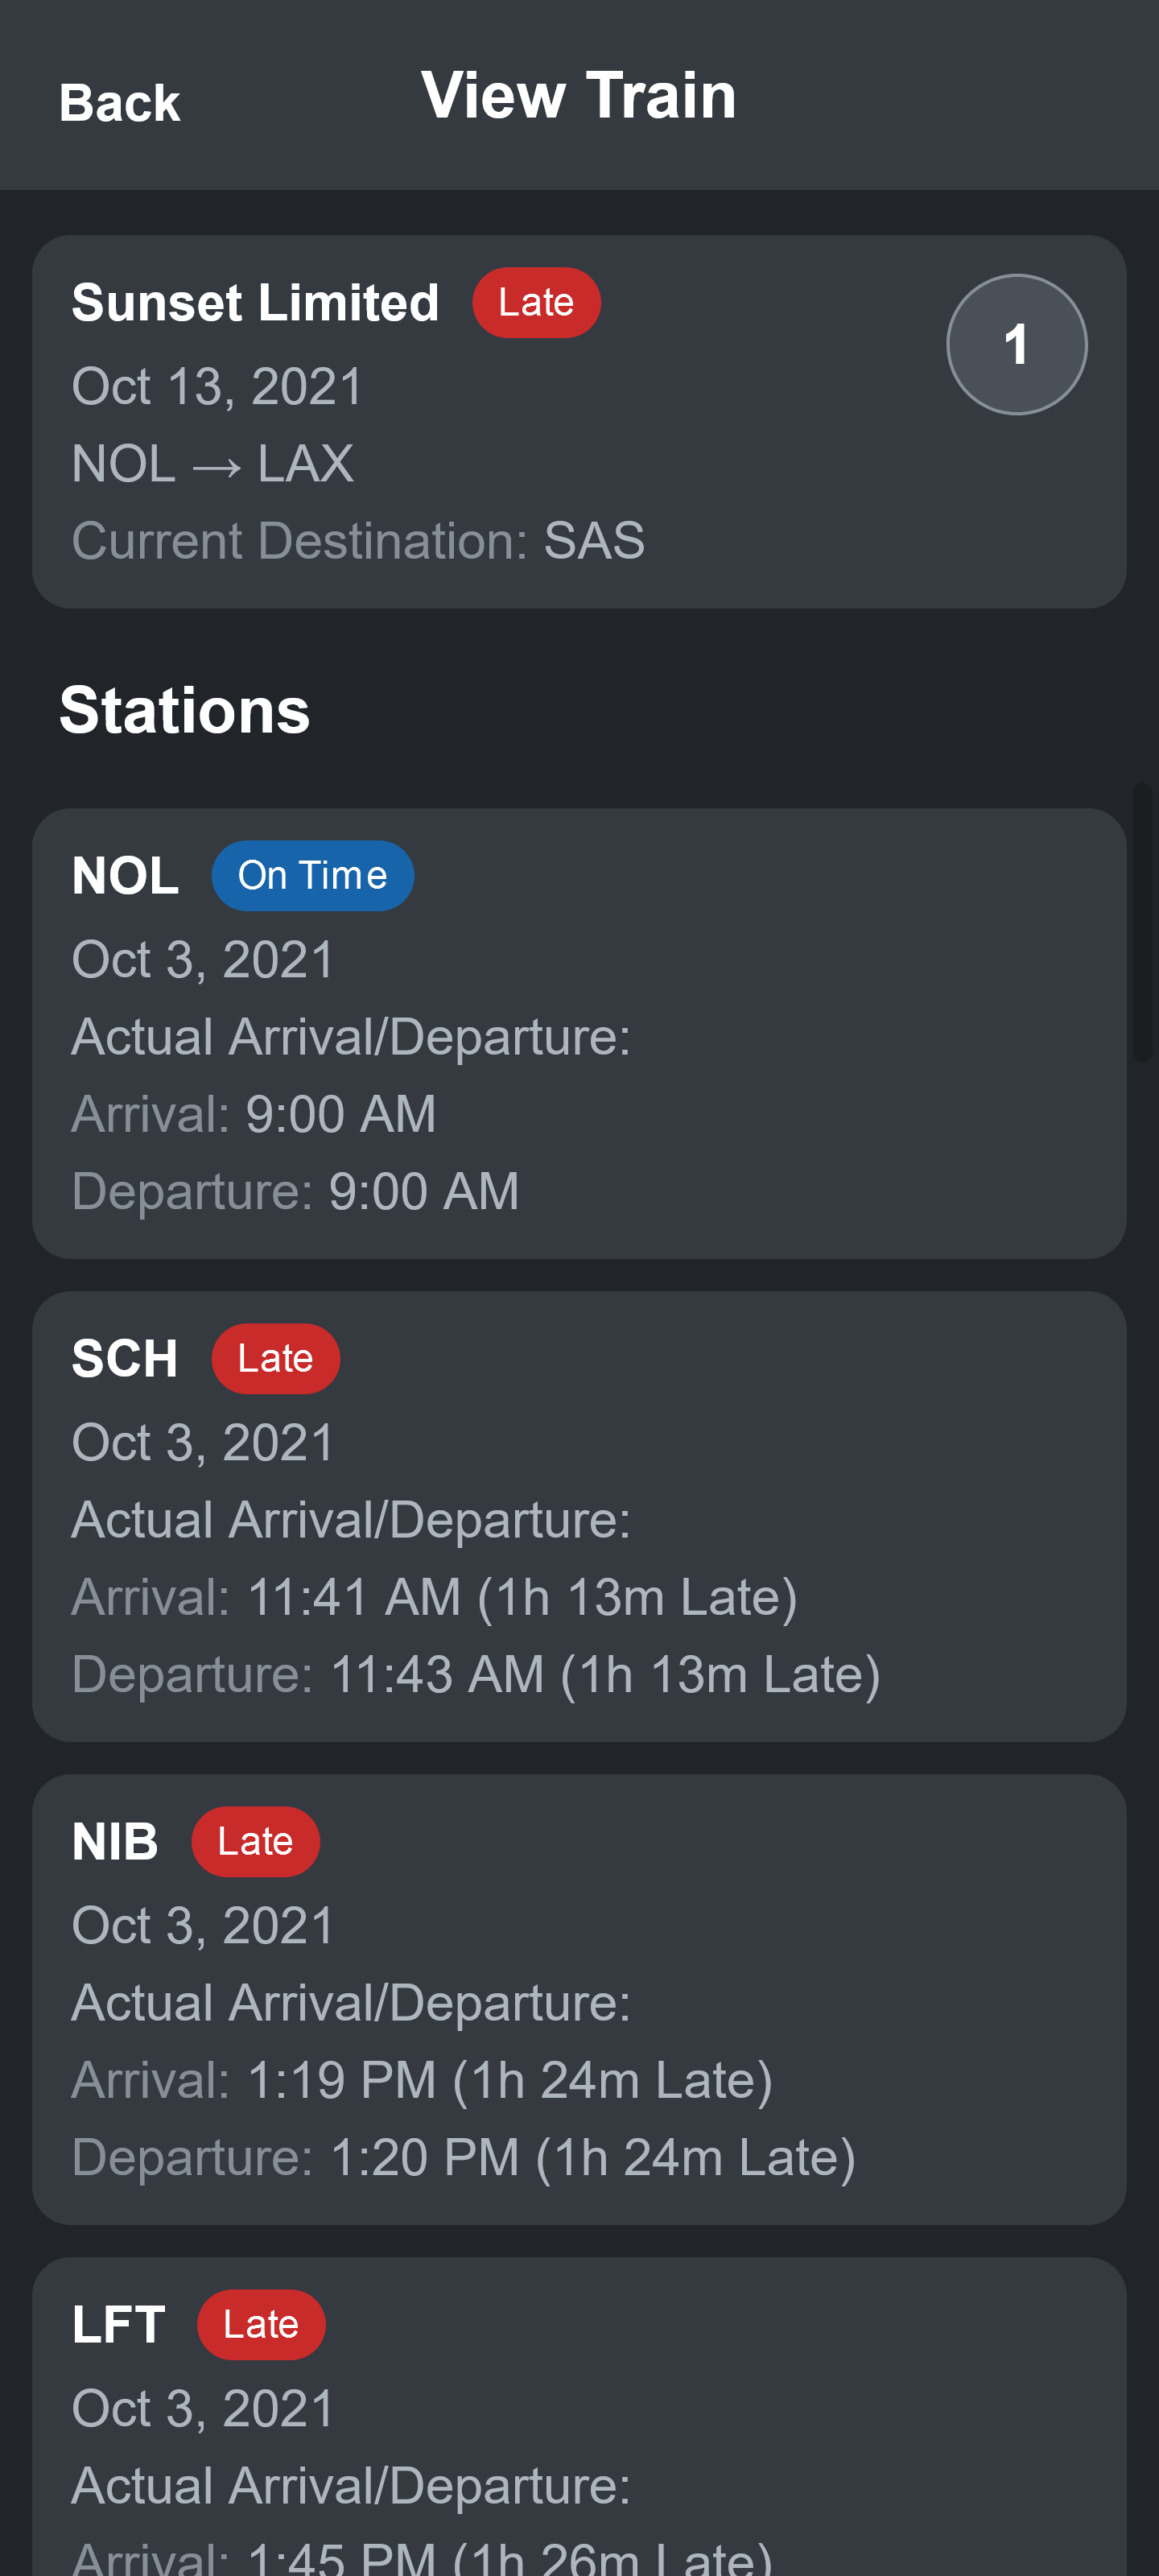 Back
View Train
Sunset Limited Late
1
Oct 13, 2021
NOL → LAX
Current Destination: SAS
Stations
NOL On Time
Oct 3, 2021
Actual Arrival/Departure:
Arrival: 9:00 AM
Departure: 9:00 AM
SCH Late
Oct 3, 2021
Actual Arrival/Departure:
Arrival: 11:41 AM (1h 13m Late)
Departure: 11:43 AM (1h 13m Late)
NIB Late
Oct 3, 2021
Actual Arrival/Departure:
Arrival: 1:19 PM (1h 24m Late)
Departure: 1:20 PM (1h 24m Late)
LFT Late
Oct 3, 2021
Actual Arrival/Departure:
Arrival: 1:45 PM (1h 26m Late)